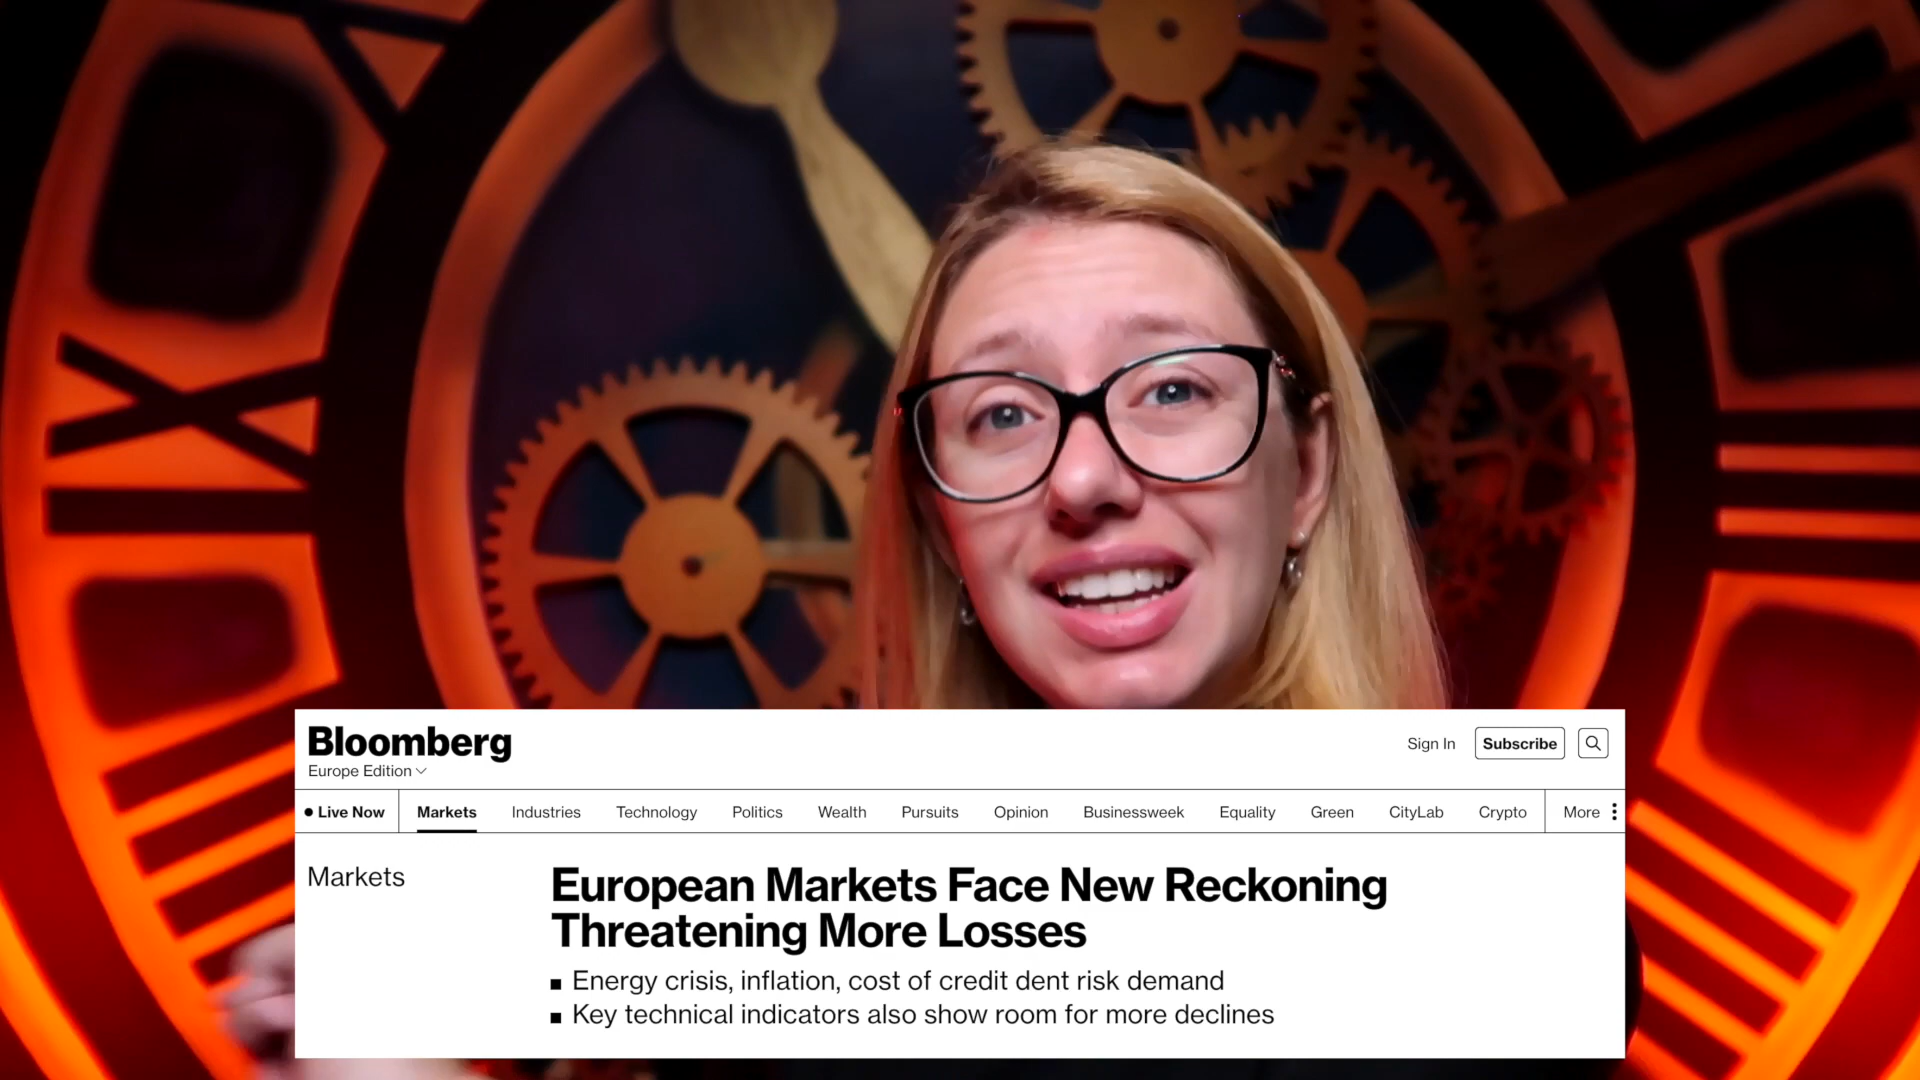 Bloomberg
Europe Edition
Sign In Subscribe
Live Now Markets Industries Technology Politics Wealth Pursuits Opinion Businessweek Equality Green CityLab Crypto More
Markets
European Markets Face New Reckoning
Threatening More Losses
Energy crisis, inflation, cost of credit dent risk demand
Key technical indicators also show room for more declines